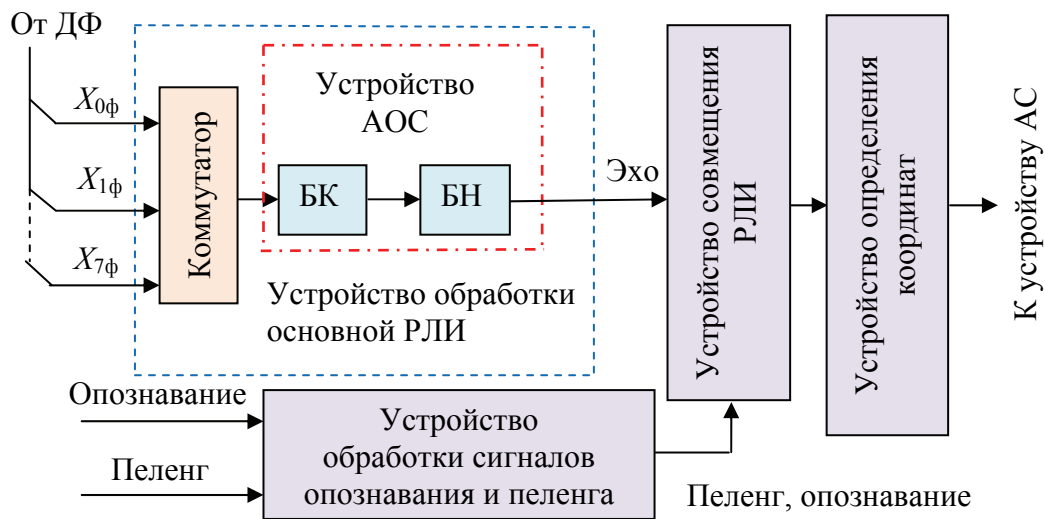 От ДФ
X0ф
X1ф
X7ф
Коммутатор
Устройство
АОС
БК
БН
Устройство обработки
основной РЛИ
Эхо
Устройство совмещения
РЛИ
Устройство определения
координат
К устройству АС
Опознавание
Пеленг
Устройство
обработки сигналов
опознавания и пеленга
Пеленг, опознавание